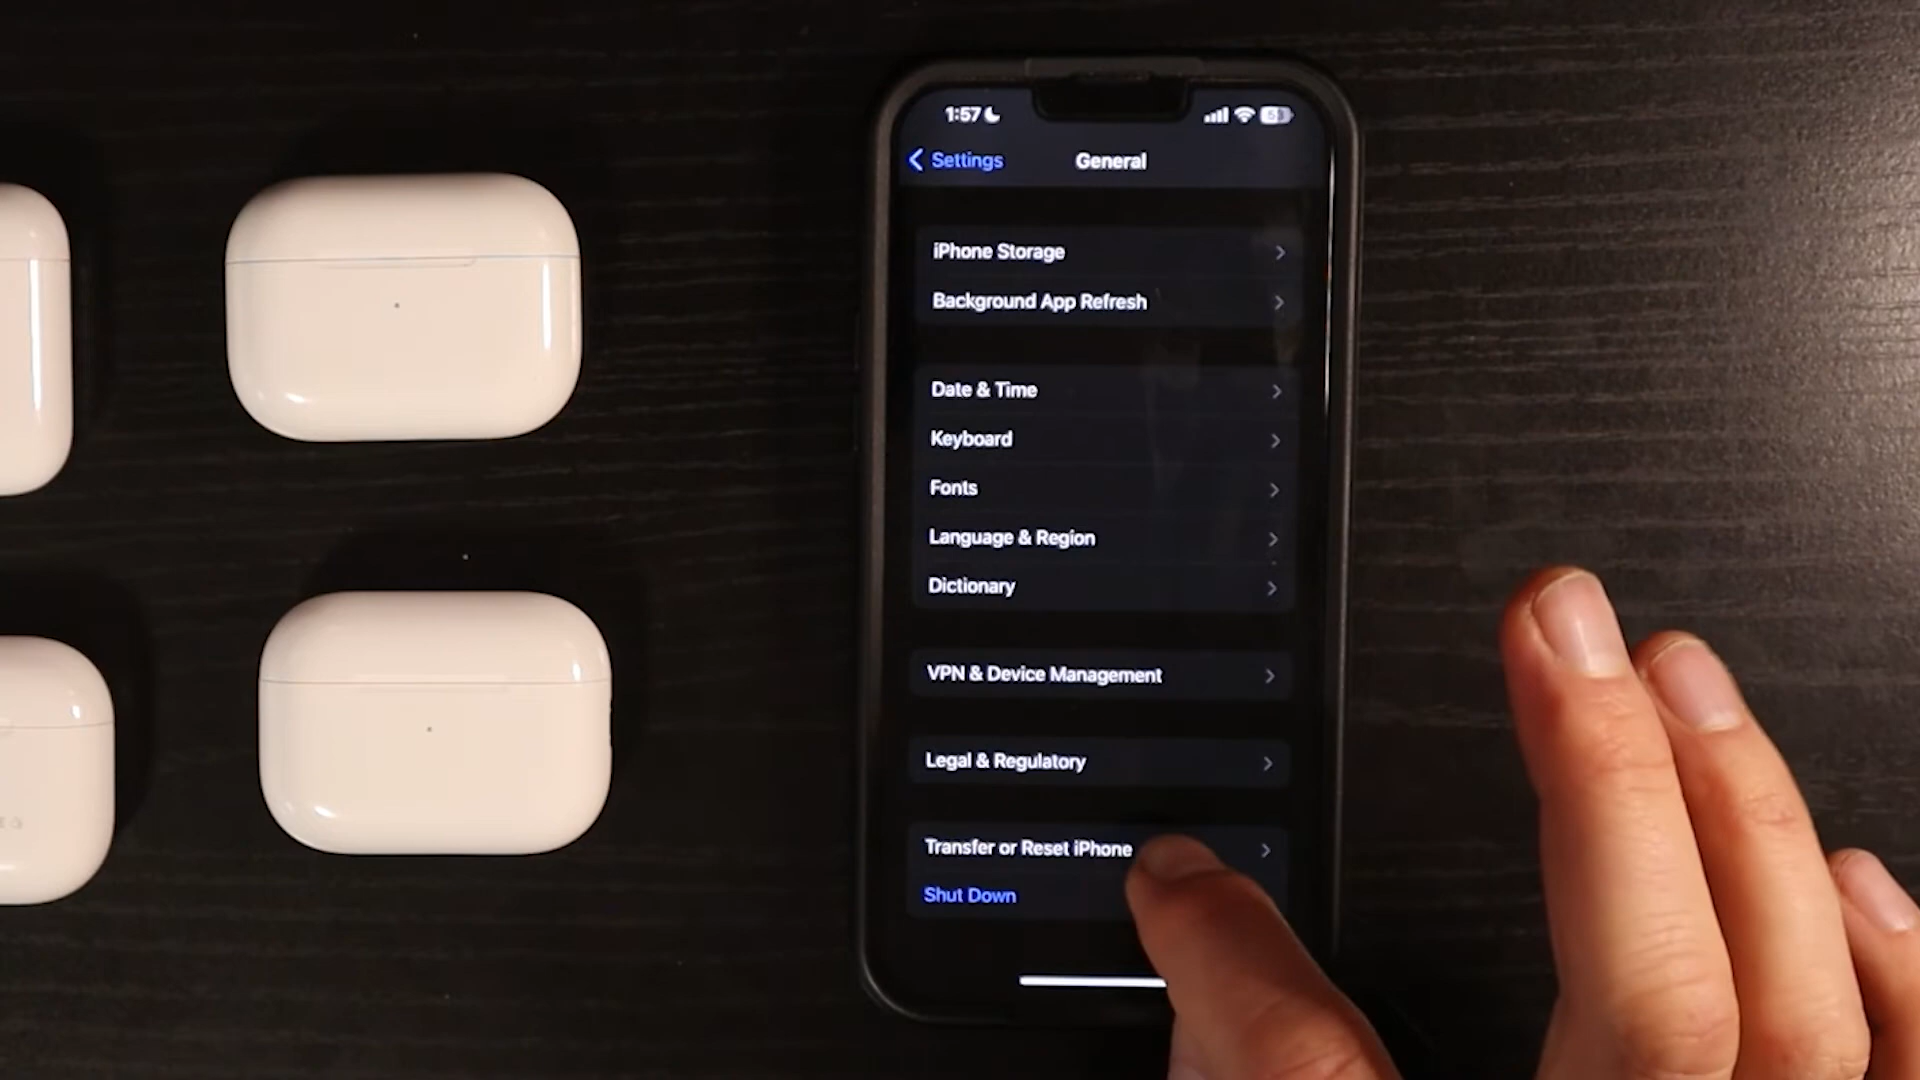 1:57
Settings
General
iPhone Storage
Background App Refresh
Date & Time
Keyboard
Fonts
Language & Region
Dictionary
VPN & Device Management
Legal & Regulatory
Transfer or Reset iPhone
Shut Down